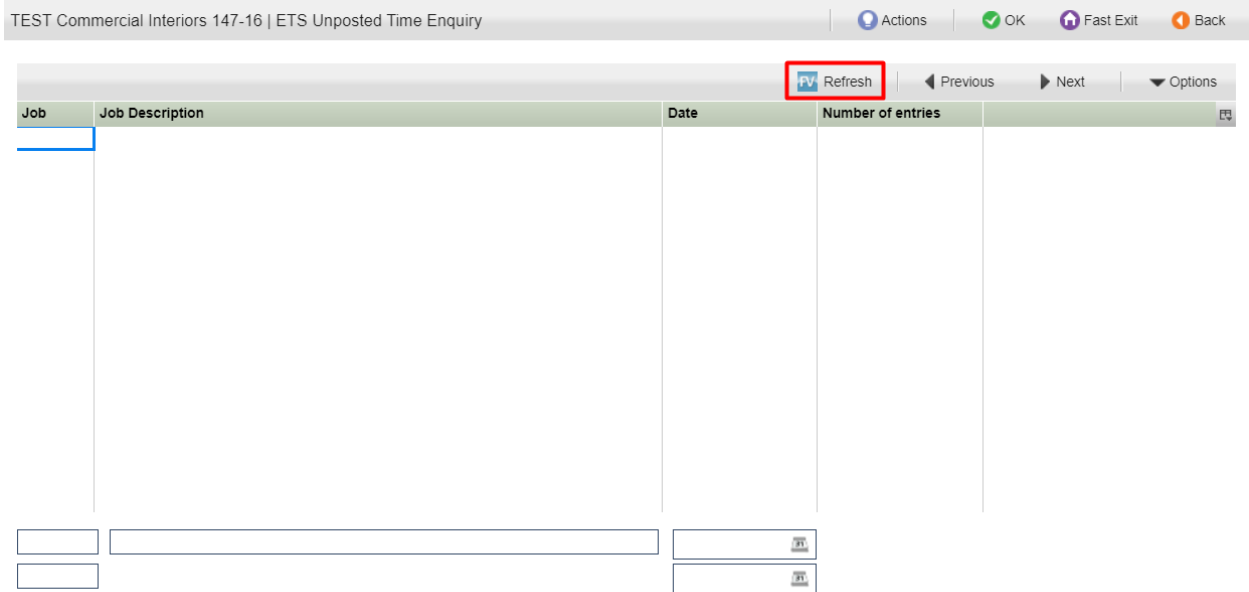 TEST Commercial Interiors 147-16 | ETS Unposted Time Enquiry Actions OK Fast Exit Back
FV Refresh Previous Next Options
Job Job Description Date Number of entries